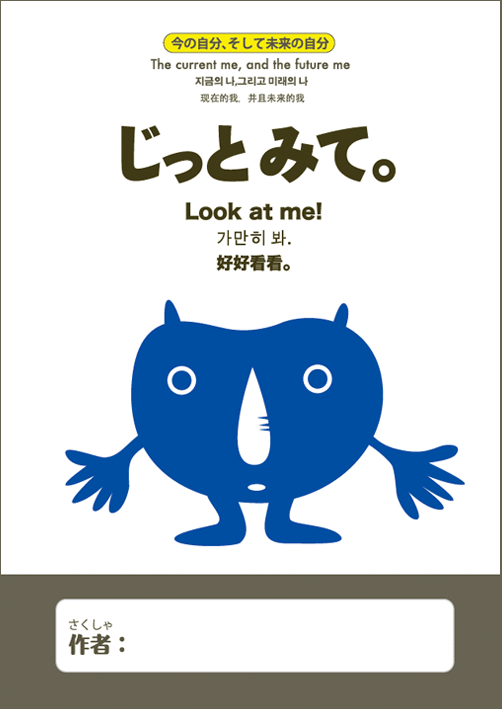 今の自分、そして未来の自分
The current me, and the future me
지금의 나,그리고 미래의 나
现在的我，并且未来的我
じっとみて。
Look at me!
가만히 봐.
好好看看。
さくしゃ
作者：